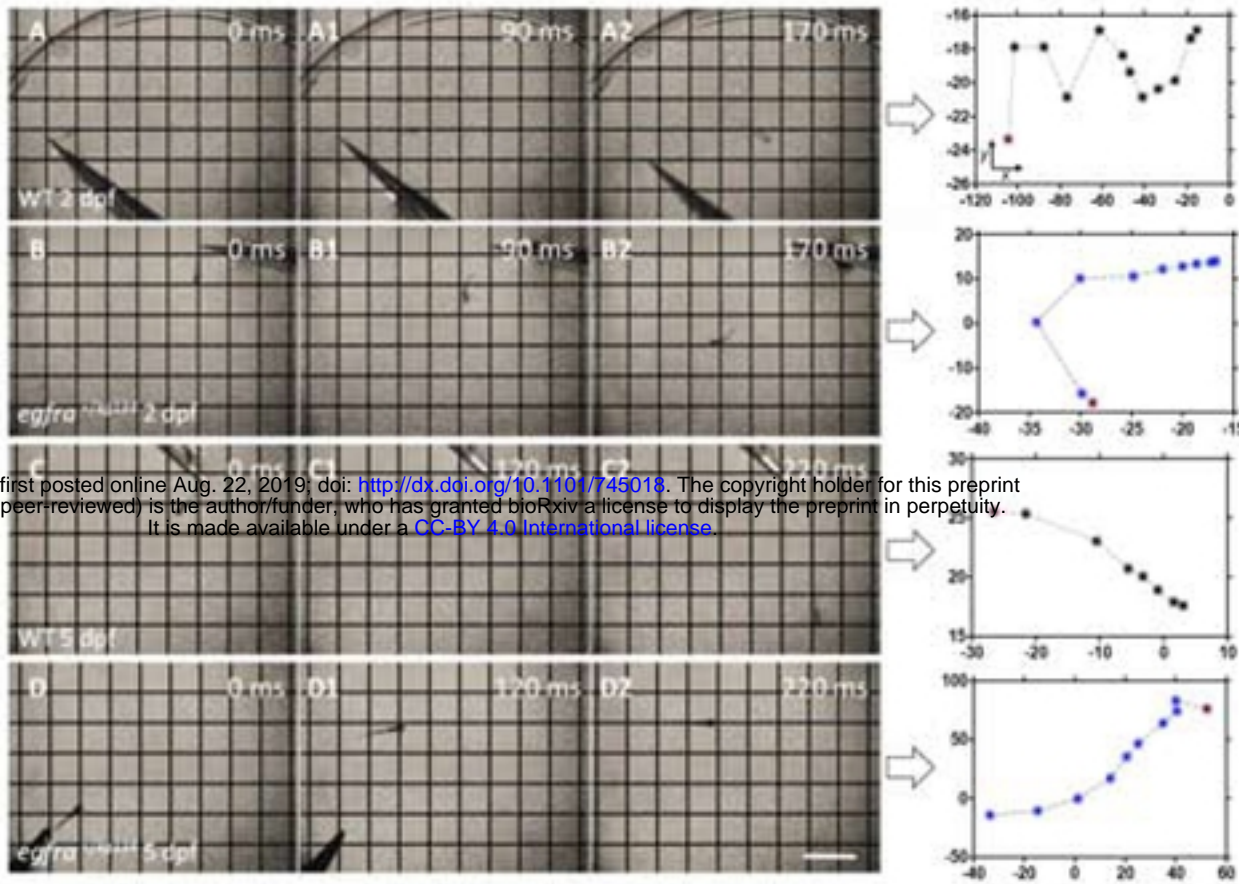 A 0 ms A1 90 ms A2 170 ms
WT 2 dpf
-16
-18
-20
-22
-24
-26
y
x
-120 -100 -80 -60 -40 -20 0
B 0 ms B1 90 ms B2 170 ms
egfra 2 dpf
20
10
0
-10
-20
-40 -35 -30 -25 -20 -15
C 0 ms C1 120 ms C2 220 ms
first posted online Aug. 22, 2019; doi: http://dx.doi.org/10.1101/745018. The copyright holder for this preprint
peer-reviewed) is the author/funder, who has granted bioRxiv a license to display the preprint in perpetuity.
It is made available under a CC-BY 4.0 International license.
WT 5 dpf
30
25
20
15
-30 -20 -10 0 10
D 0 ms D1 120 ms D2 220 ms
egfra 5 dpf
100
50
0
-50
-40 -20 0 20 40 60